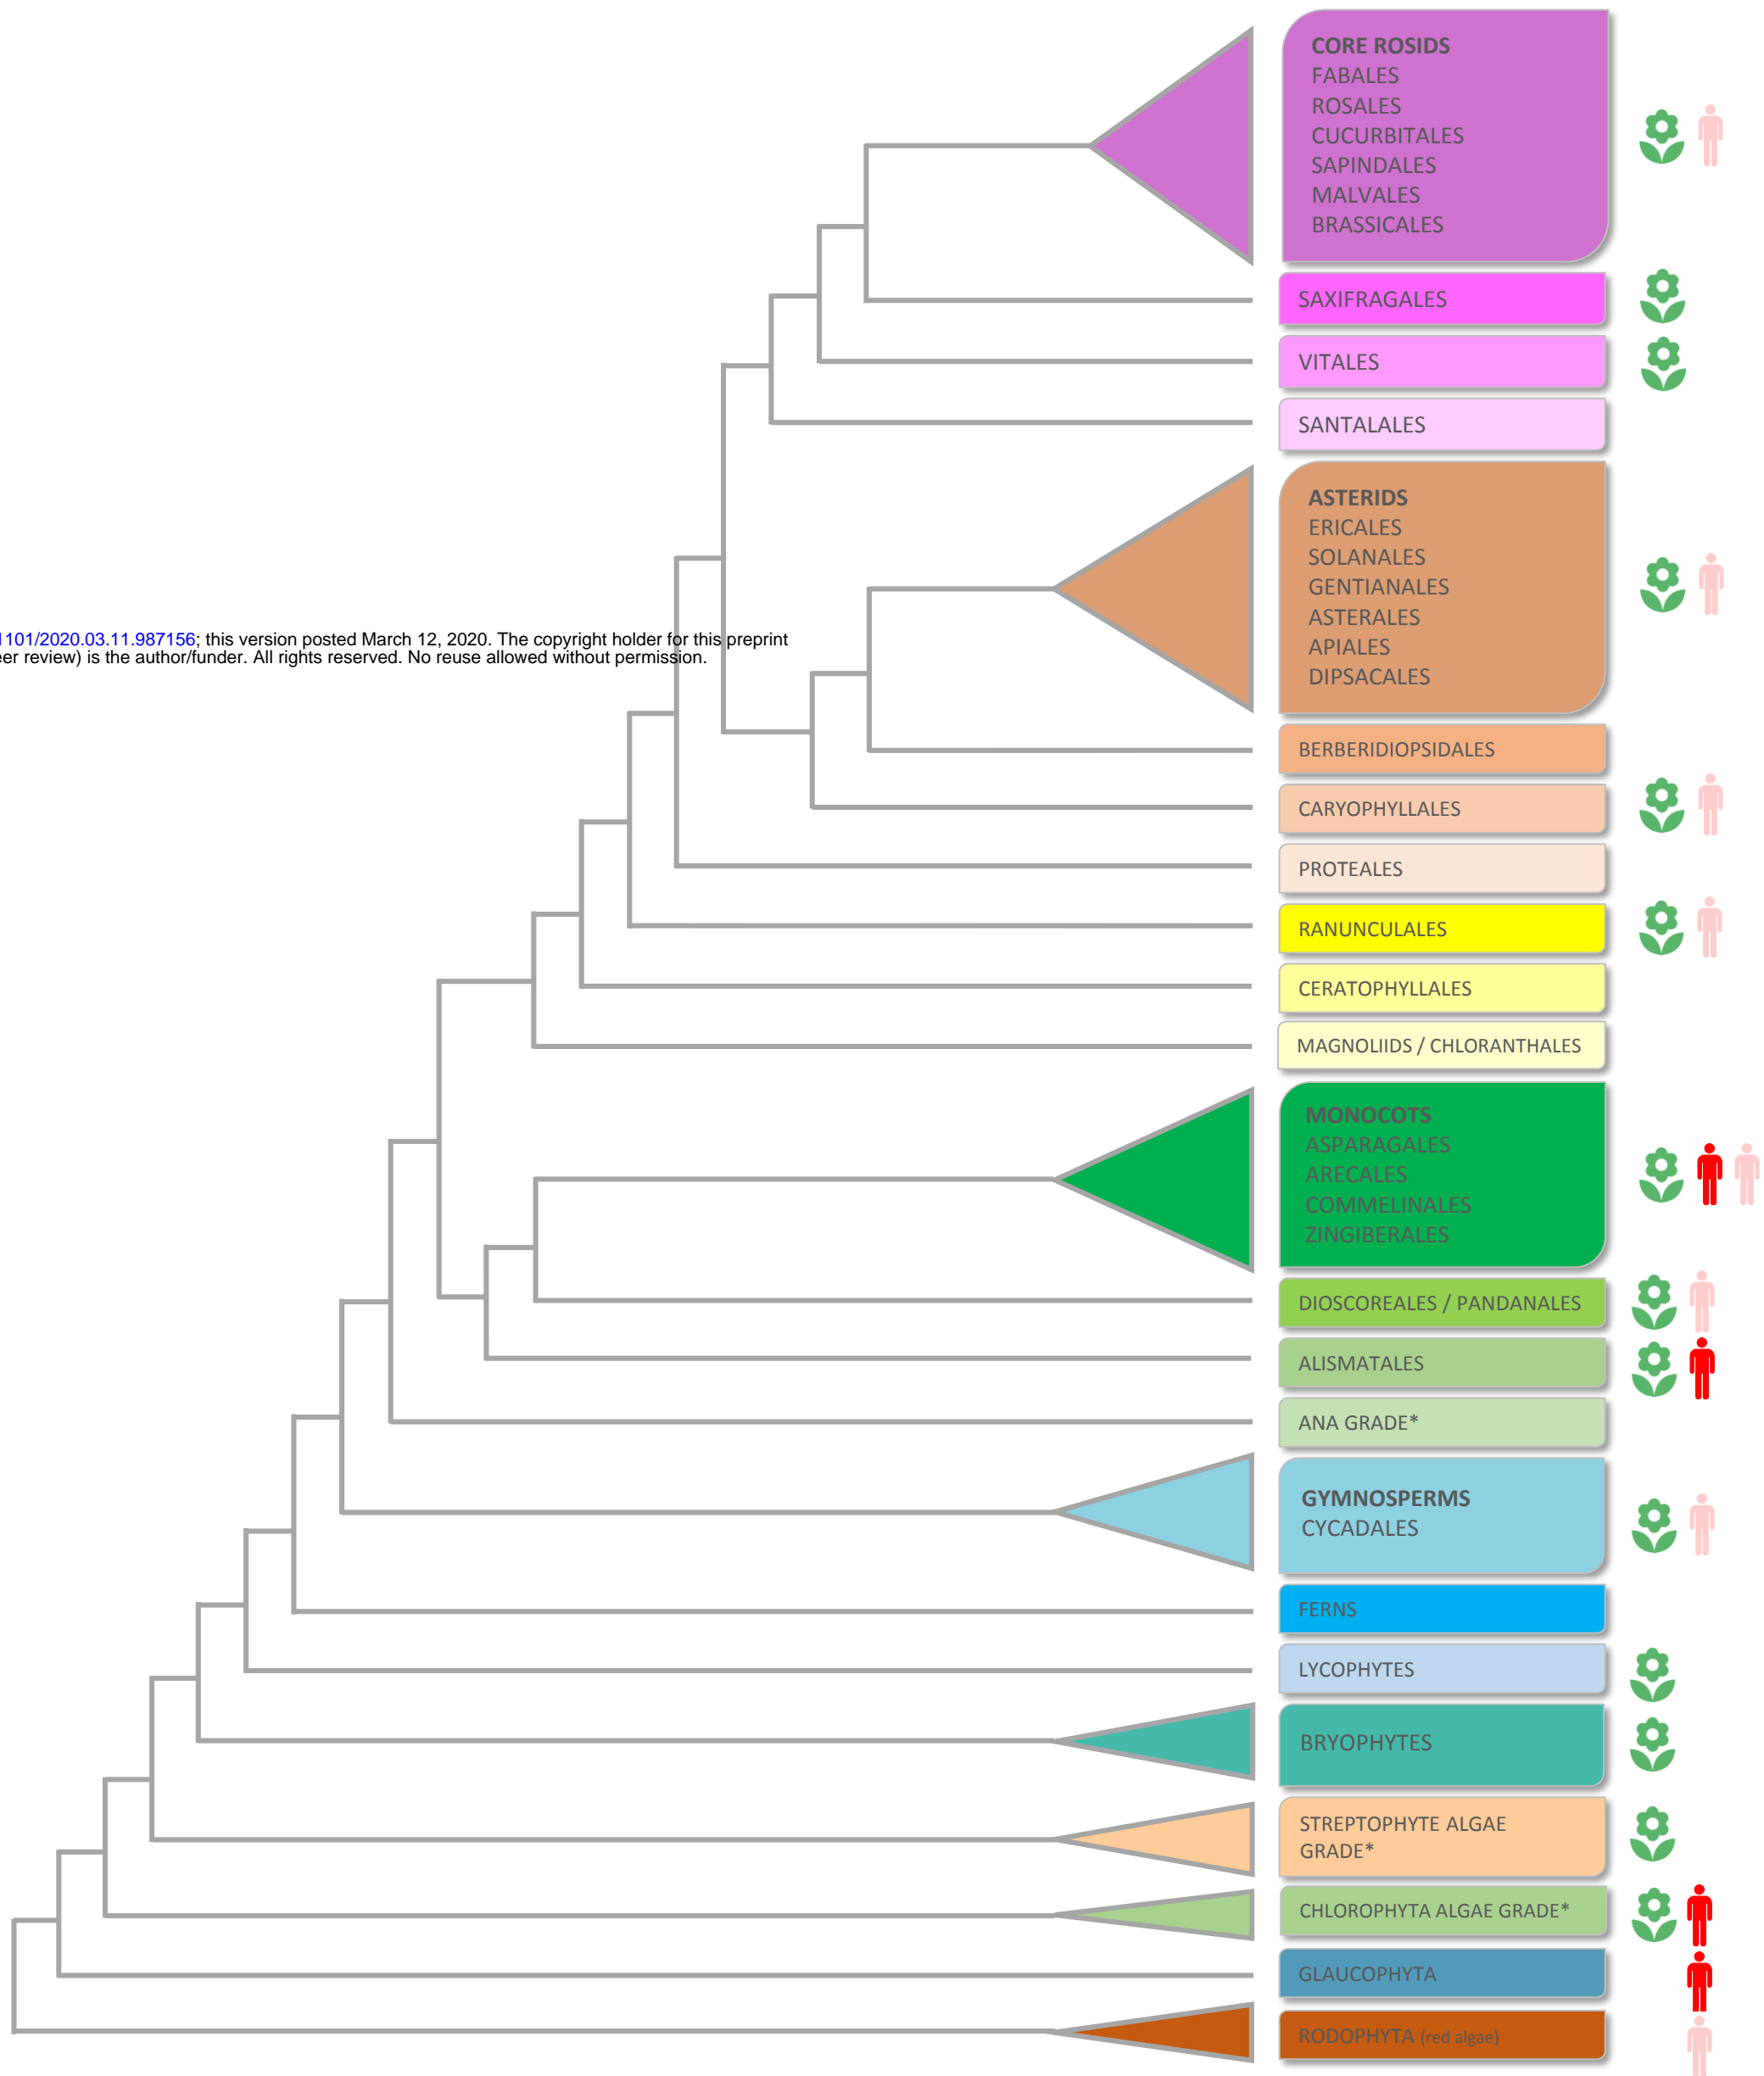 CORE ROSIDS
FABALES
ROSALES
CUCURBITALES
SAPINDALES
MALVALES
BRASSICALES
SAXIFRAGALES
VITALES
SANTALALES
ASTERIDS
ERICALES
SOLANALES
GENTIANALES
ASTERALES
APIALES
DIPSACALES
1101/2020.03.11.987156; this version posted March 12, 2020. The copyright holder for this preprint
er review) is the author/funder. All rights reserved. No reuse allowed without permission.
BERBERIDIOPSIDALES
CARYOPHYLLALES
PROTEALES
RANUNCULALES
CERATOPHYLLALES
MAGNOLIIDS / CHLORANTHALES
MONOCOTS
ASPARAGALES
ARECALES
COMMELINALES
ZINGIBERALES
DIOSCOREALES / PANDANALES
ALISMATALES
ANA GRADE*
GYMNOSPERMS
CYCADALES
FERNS
LYCOPHYTES
BRYOPHYTES
STREPTOPHYTE ALGAE
GRADE*
CHLOROPHYTA ALGAE GRADE*
GLAUCOPHYTA
RODOPHYTA (red algae)